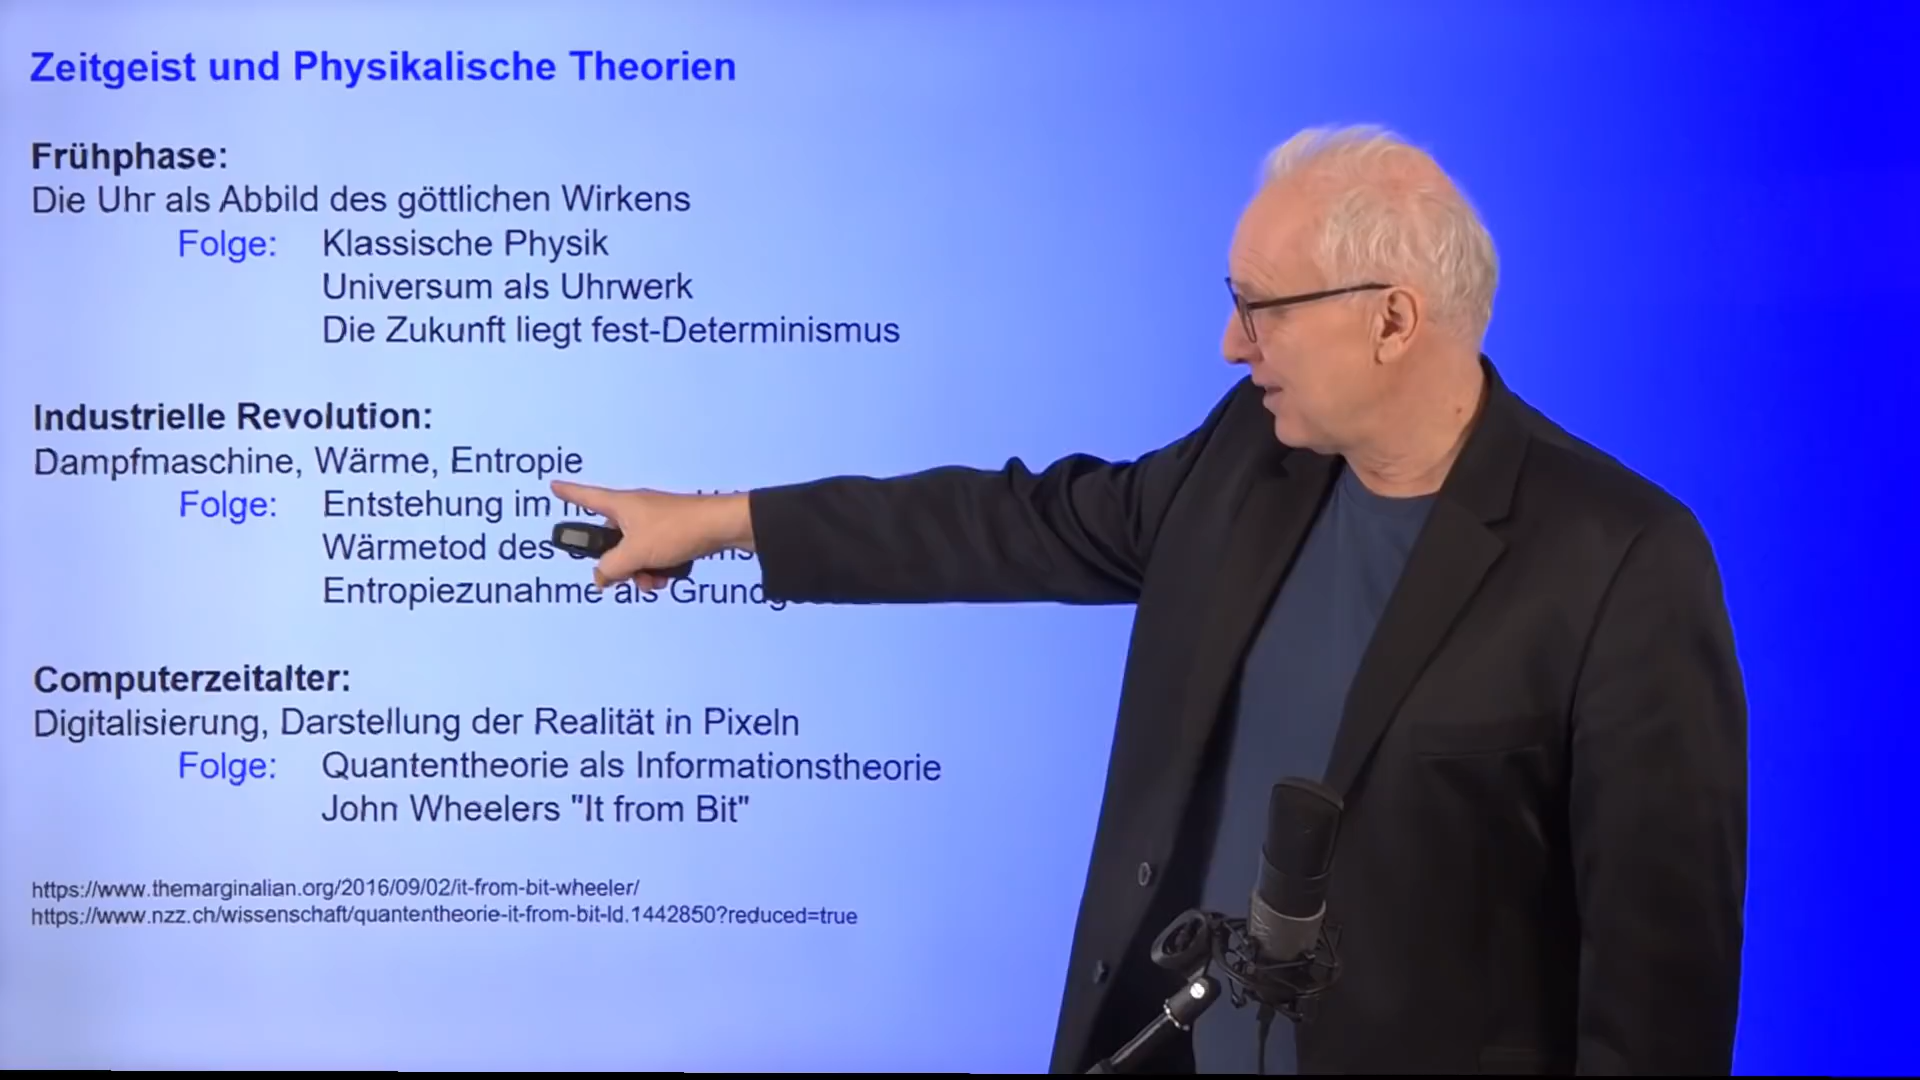 Zeitgeist und Physikalische Theorien
Frühphase:
Die Uhr als Abbild des göttlichen Wirkens
Folge: Klassische Physik
Universum als Uhrwerk
Die Zukunft liegt fest-Determinismus
Industrielle Revolution:
Dampfmaschine, Wärme, Entropie
Folge: Entstehung im
Wärmetod des
Entropiezunahme als
Computerzeitalter:
Digitalisierung, Darstellung der Realität in Pixeln
Folge: Quantentheorie als Informationstheorie
John Wheelers "It from Bit"
https://www.themarginalian.org/2016/09/02/it-from-bit-wheeler/
https://www.nzz.ch/wissenschaft/quantentheorie-it-from-bit-ld.1442850?reduced=true